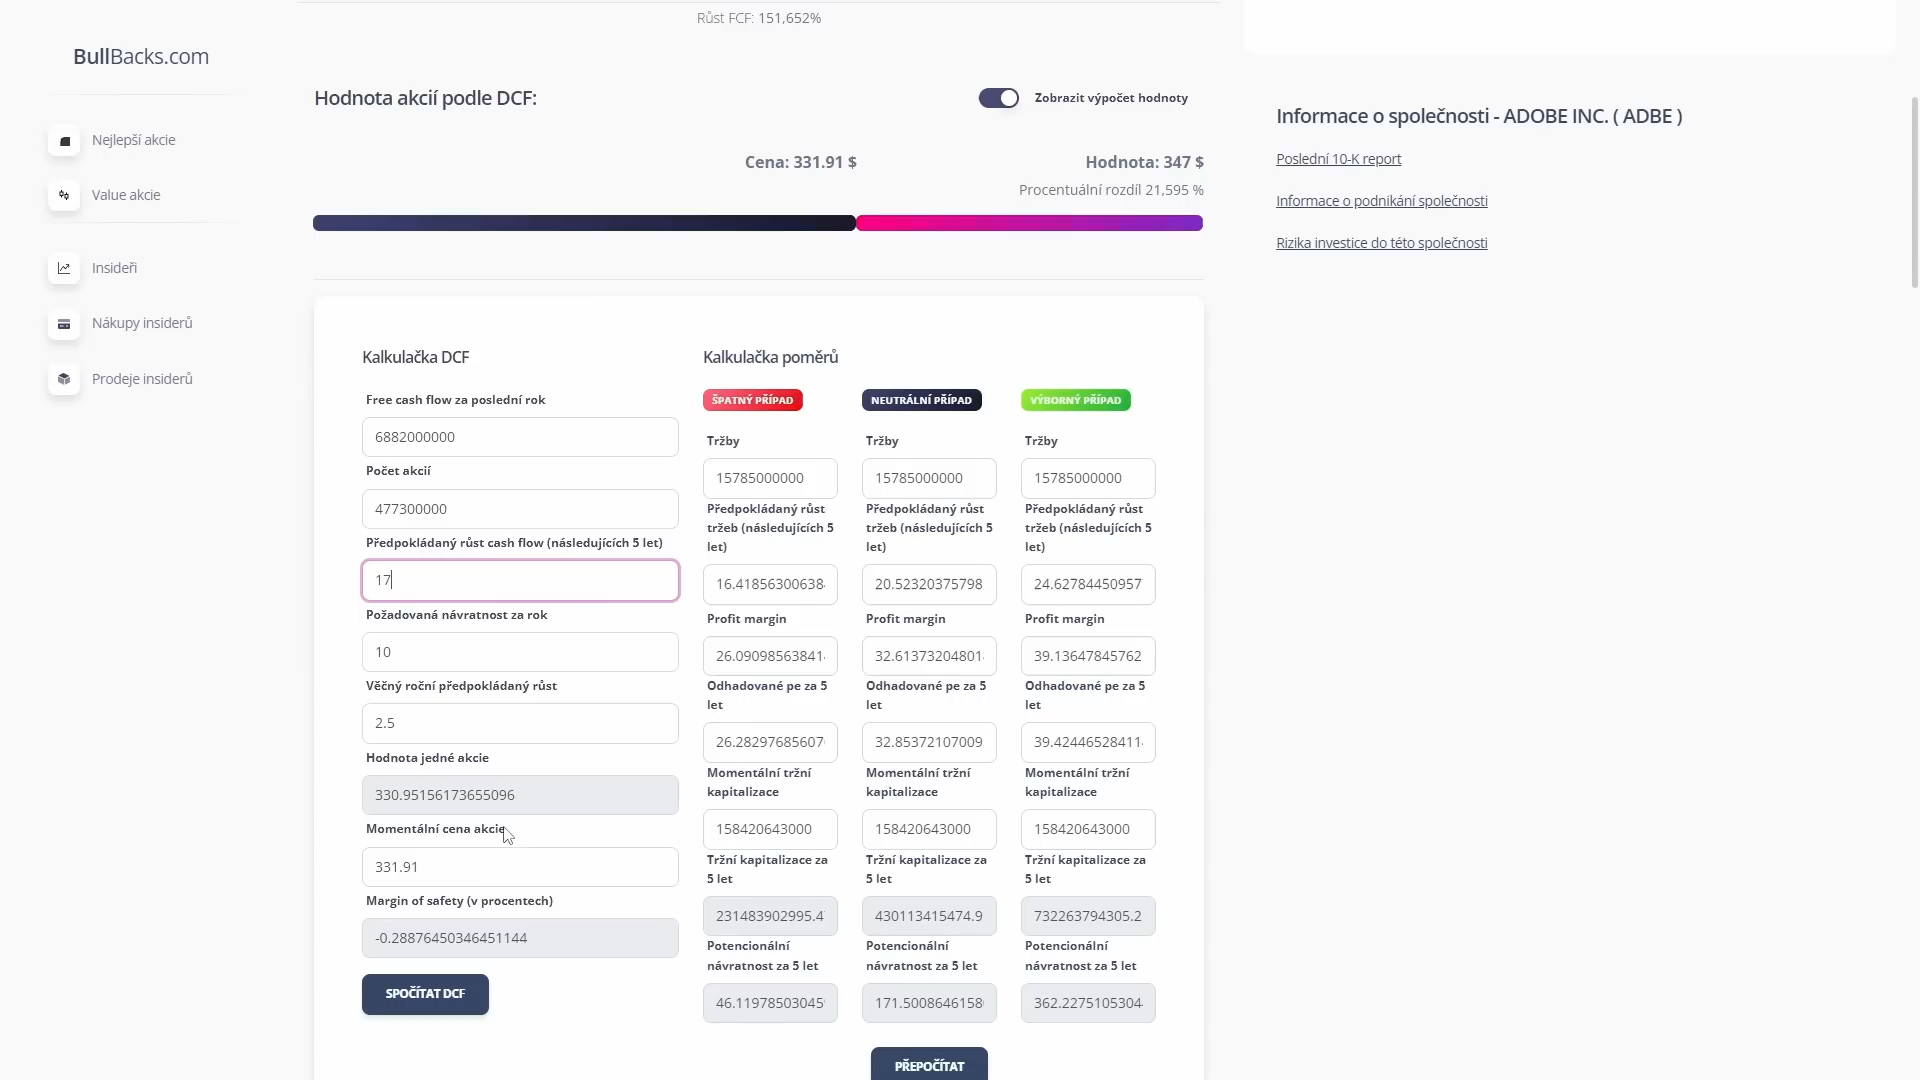 Růst FCF: 151,652%
BullBacks.com
Nejlepší akcie
Value akcie
Insideři
Nákupy insiderů
Prodeje insiderů
Hodnota akcií podle DCF:
Zobrazit výpočet hodnoty
Cena: 331.91 $
Hodnota: 347 $
Procentuální rozdíl 21,595 %
Kalkulačka DCF
Free cash flow za poslední rok
6882000000
Počet akcií
477300000
Předpokládaný růst cash flow (následujících 5 let)
17
Požadovaná návratnost za rok
10
Věčný roční předpokládaný růst
2.5
Hodnota jedné akcie
330.95156173655096
Momentální cena akcie
331.91
Margin of safety (v procentech)
-0.28876450346451144
SPOČÍTAT DCF
Kalkulačka poměrů
ŠPATNÝ PŘÍPAD
Tržby
15785000000
Předpokládaný růst
tržeb (následujících 5
let)
16.41856300638
Profit margin
26.09098563841
Odhadované pe za 5
let
26.28297685607
Momentální tržní
kapitalizace
158420643000
Tržní kapitalizace za
5 let
231483902995.4
Potencionální
návratnost za 5 let
46.11978503045
NEUTRÁLNÍ PŘÍPAD
Tržby
15785000000
Předpokládaný růst
tržeb (následujících 5
let)
20.52320375798
Profit margin
32.61373204801
Odhadované pe za 5
let
32.85372107009
Momentální tržní
kapitalizace
158420643000
Tržní kapitalizace za
5 let
430113415474.9
Potencionální
návratnost za 5 let
171.5008646158
VÝBORNÝ PŘÍPAD
Tržby
15785000000
Předpokládaný růst
tržeb (následujících 5
let)
24.62784450957
Profit margin
39.13647845762
Odhadované pe za 5
let
39.42446528411
Momentální tržní
kapitalizace
158420643000
Tržní kapitalizace za
5 let
732263794305.2
Potencionální
návratnost za 5 let
362.2275105304
PŘEPOČÍTAT
Informace o společnosti - ADOBE INC. ( ADBE )
Poslední 10-K report
Informace o podnikání společnosti
Rizika investice do této společnosti